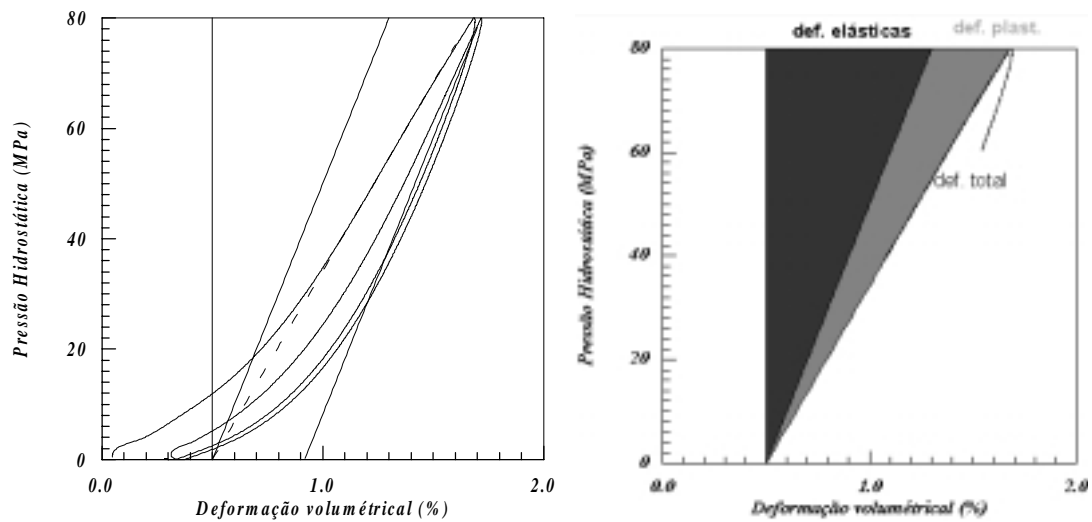 80
60
40
20
0
Pressão Hidrostática (MPa)
0.0
1.0
2.0
Deformação volumétrical (%)
def. elásticas
def. plast.
80
60
40
20
0
Pressão Hidrostática (MPa)
def. total
0.0
1.0
2.0
Deformação volumétrical (%)